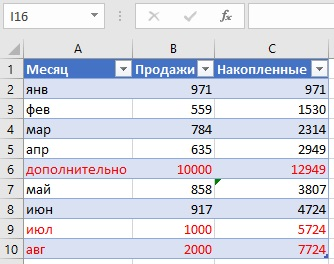 I16
fx
A B C
1 Месяц Продажи Накопленные
2 янв 971 971
3 фев 559 1530
4 мар 784 2314
5 апр 635 2949
6 дополнительно 10000 12949
7 май 858 3807
8 июн 917 4724
9 июл 1000 5724
10 авг 2000 7724